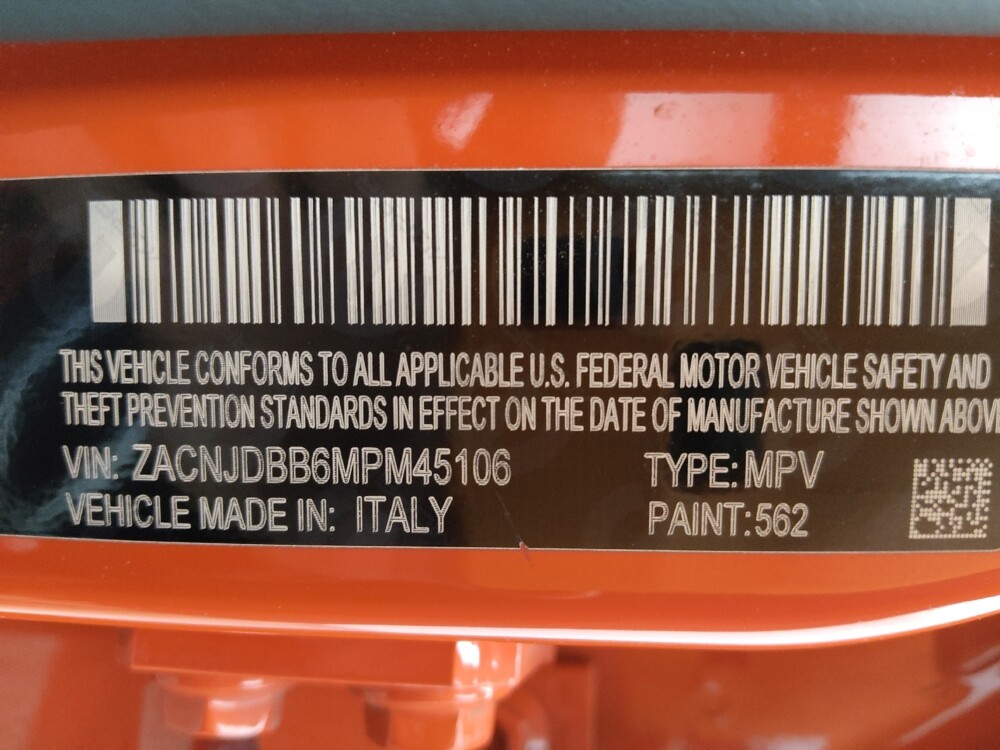 THIS VEHICLE CONFORMS TO ALL APPLICABLE U.S. FEDERAL MOTOR VEHICLE SAFETY AND
THEFT PREVENTION STANDARDS IN EFFECT ON THE DATE OF MANUFACTURE SHOWN ABOV
VIN: ZACNJDBB6MPM45106 TYPE: MPV
VEHICLE MADE IN: ITALY PAINT: 562